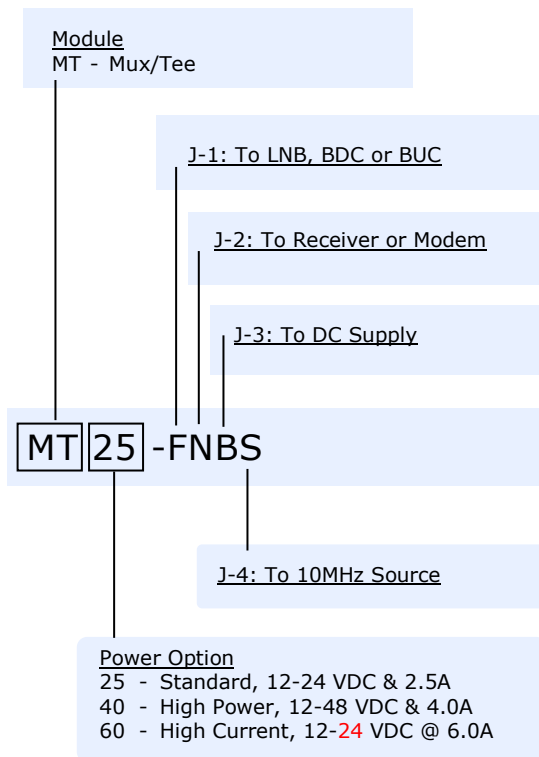 Module
MT - Mux/Tee
J-1: To LNB, BDC or BUC
J-2: To Receiver or Modem
J-3: To DC Supply
MT 25 -FNBS
J-4: To 10MHz Source
Power Option
25 - Standard, 12-24 VDC & 2.5A
40 - High Power, 12-48 VDC & 4.0A
60 - High Current, 12-24 VDC @ 6.0A